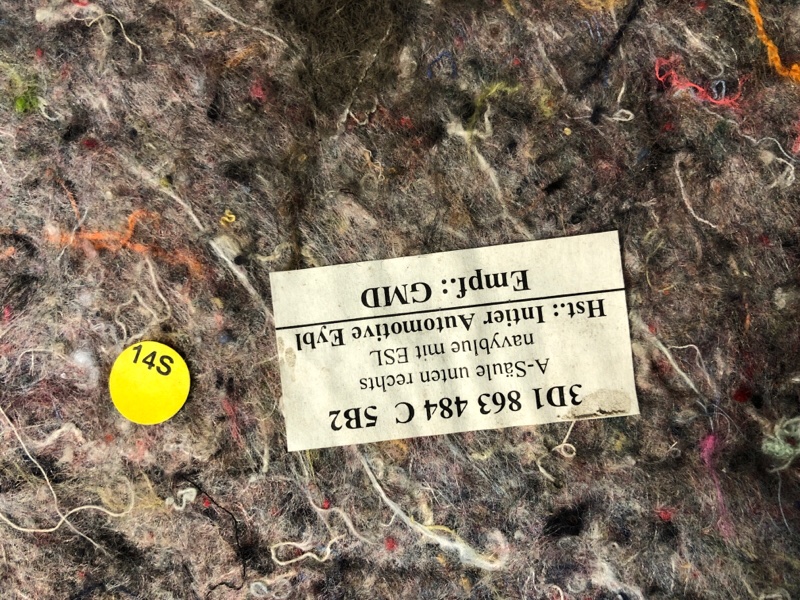 3D1 863 484 C 5B2
A-Säule unten rechts
navyblue mit ESL
Hst.: Intier Automotive Eybl
Empf.: GMD
14S